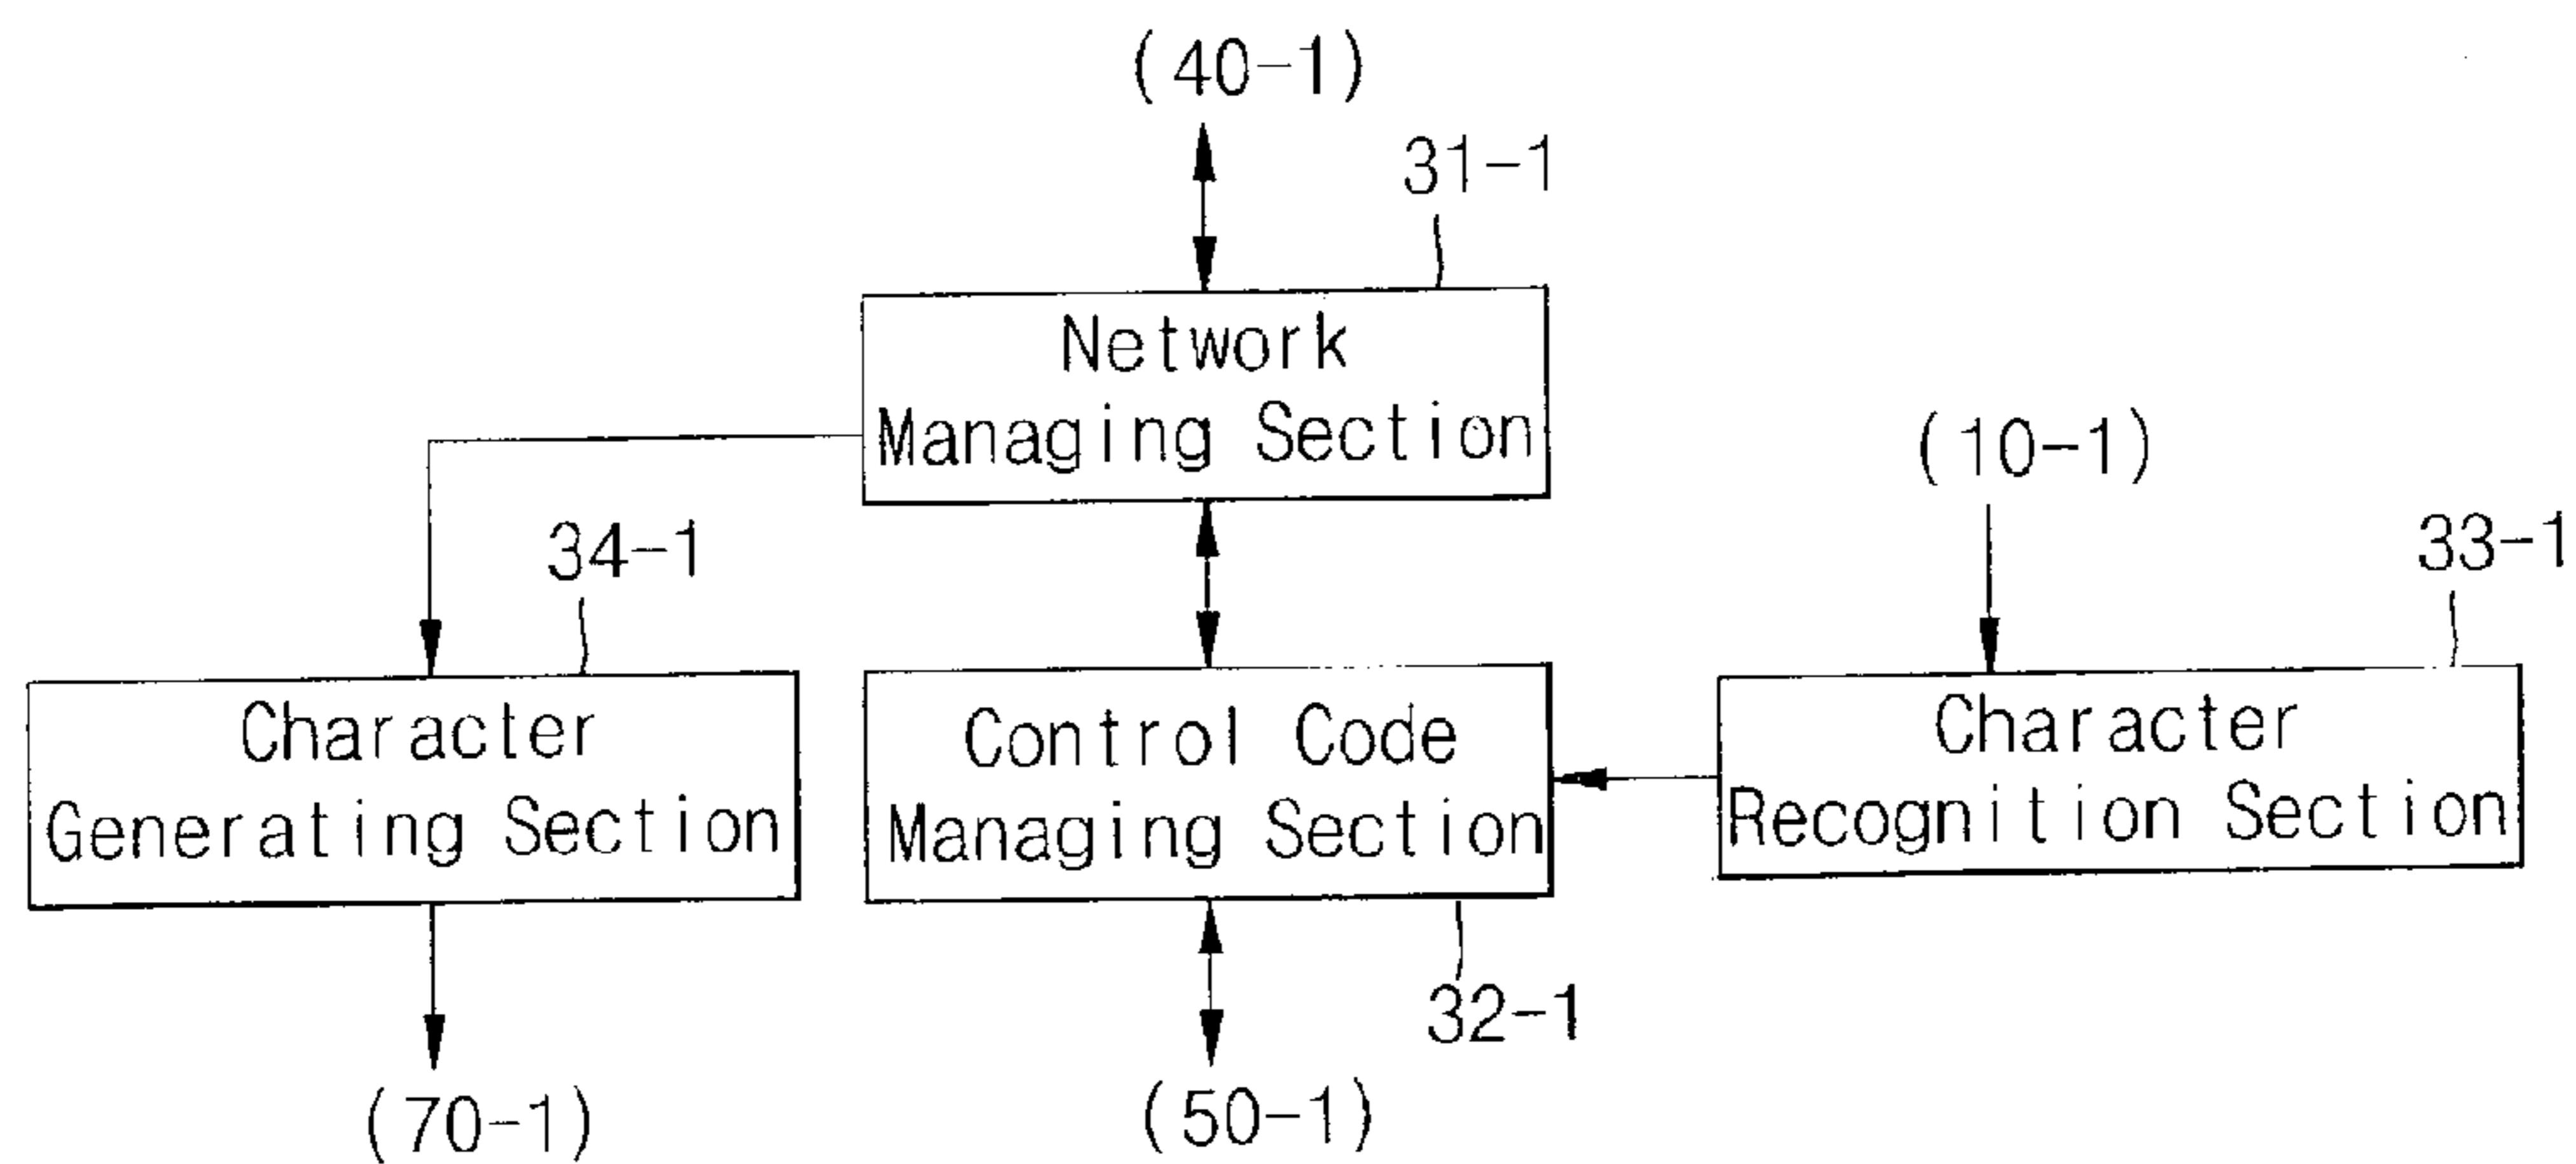 (40-1)
31-1
Network
Managing Section
(10-1)
34-1
33-1
Character
Generating Section
Control Code
Managing Section
Character
Recognition Section
32-1
(70-1)
(50-1)